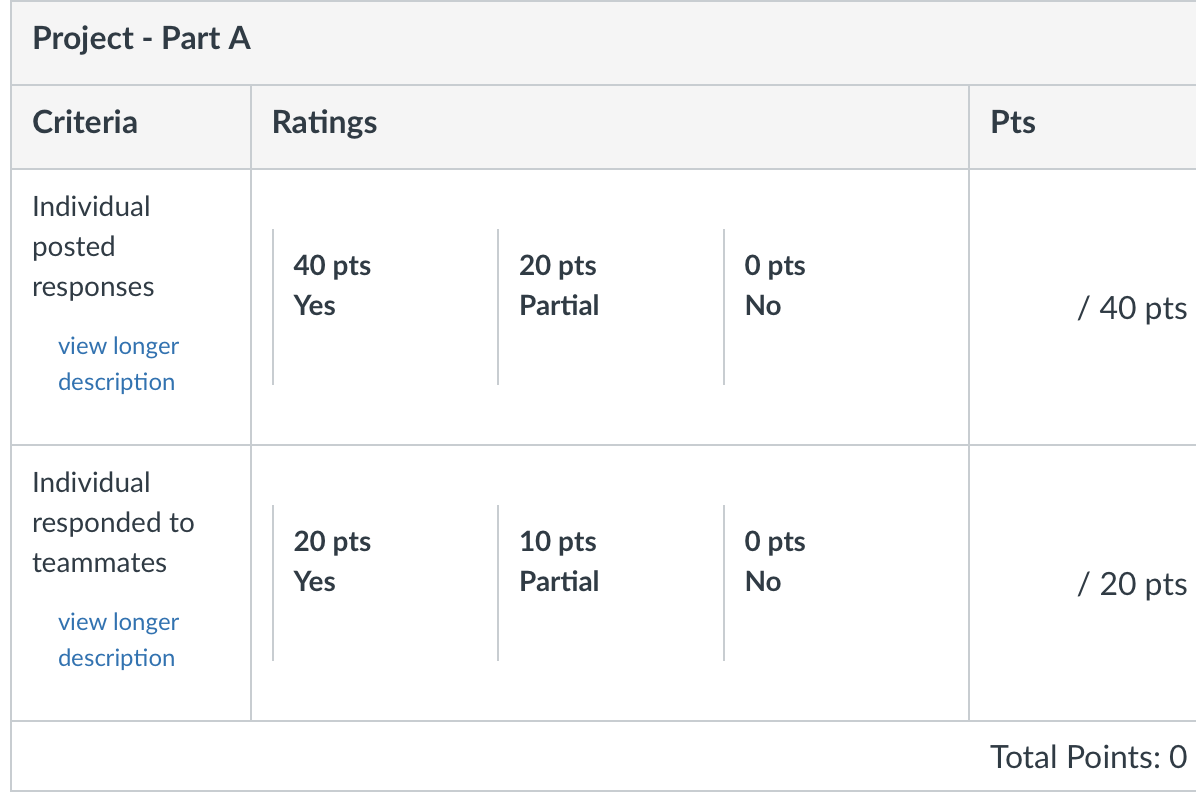 Project - Part A
Criteria
Ratings
Pts
Individual
posted
responses
view longer
description
40 pts
Yes
20 pts
Partial
0 pts
No
/ 40 pts
Individual
responded to
teammates
view longer
description
20 pts
Yes
10 pts
Partial
0 pts
No
/ 20 pts
Total Points: 0